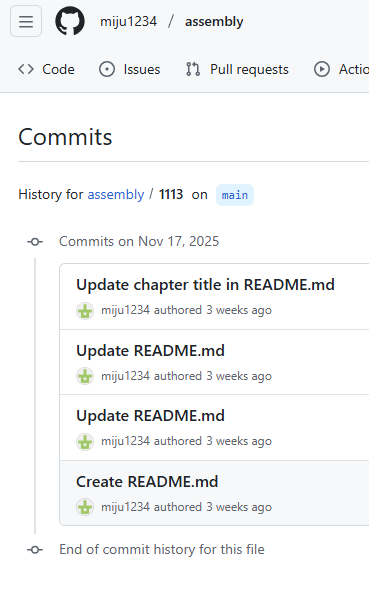 miju1234 / assembly
Code Issues Pull requests Actio
Commits
History for assembly / 1113 on main
Commits on Nov 17, 2025
Update chapter title in README.md
miju1234 authored 3 weeks ago
Update README.md
miju1234 authored 3 weeks ago
Update README.md
miju1234 authored 3 weeks ago
Create README.md
miju1234 authored 3 weeks ago
End of commit history for this file